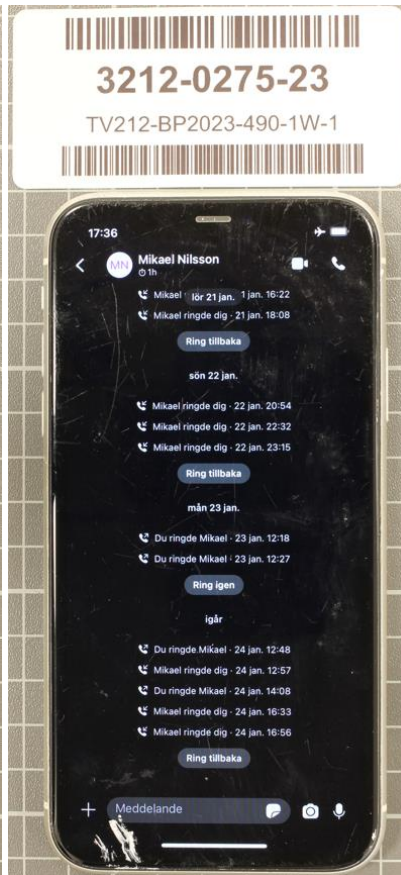 3212-0275-23
TV212-BP2023-490-1W-1
17:36
MN
Mikael Nilsson
1h
lör 21 jan.
Mikael 1 jan. 16:22
Mikael ringde dig · 21 jan. 18:08
Ring tillbaka
sön 22 jan.
Mikael ringde dig · 22 jan. 20:54
Mikael ringde dig · 22 jan. 22:32
Mikael ringde dig · 22 jan. 23:15
Ring tillbaka
mån 23 jan.
Du ringde Mikael · 23 jan. 12:18
Du ringde Mikael · 23 jan. 12:27
Ring igen
igår
Du ringde Mikael · 24 jan. 12:48
Mikael ringde dig · 24 jan. 12:57
Du ringde Mikael · 24 jan. 14:08
Mikael ringde dig · 24 jan. 16:33
Mikael ringde dig · 24 jan. 16:56
Ring tillbaka
Meddelande